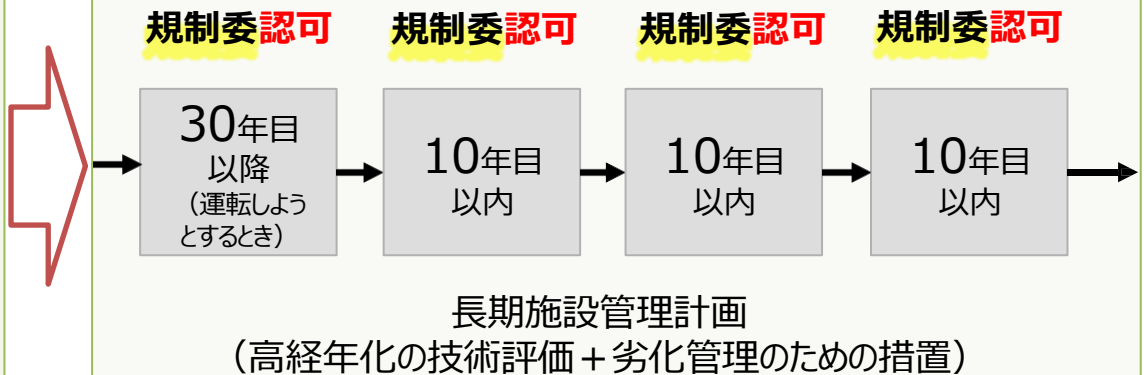 規制委認可 規制委認可 規制委認可 規制委認可
30年目
以降
（運転しよう
とするとき）
10年目
以内
10年目
以内
10年目
以内
長期施設管理計画
（高経年化の技術評価＋劣化管理のための措置）